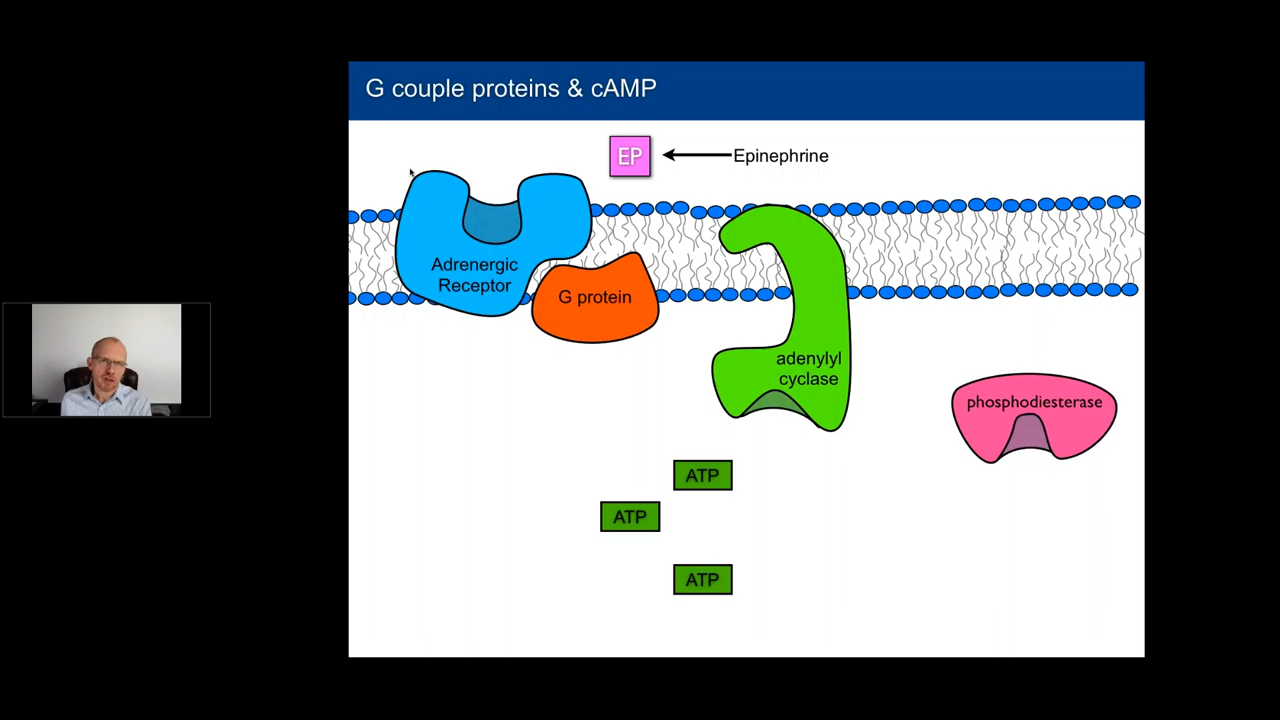 G couple proteins & cAMP
EP
Epinephrine
Adrenergic
Receptor
G protein
adenylyl
cyclase
phosphodiesterase
ATP
ATP
ATP